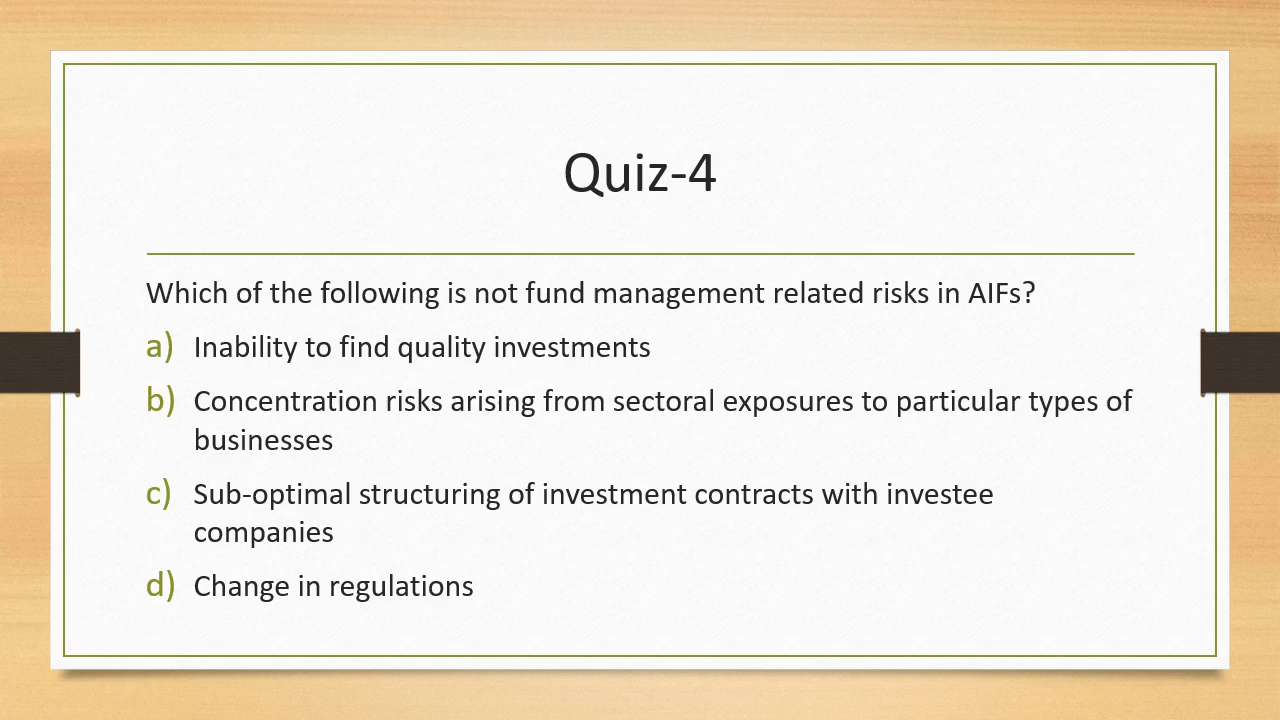 Quiz-4
Which of the following is not fund management related risks in AIFs?
a) Inability to find quality investments
b) Concentration risks arising from sectoral exposures to particular types of
businesses
c) Sub-optimal structuring of investment contracts with investee
companies
d) Change in regulations